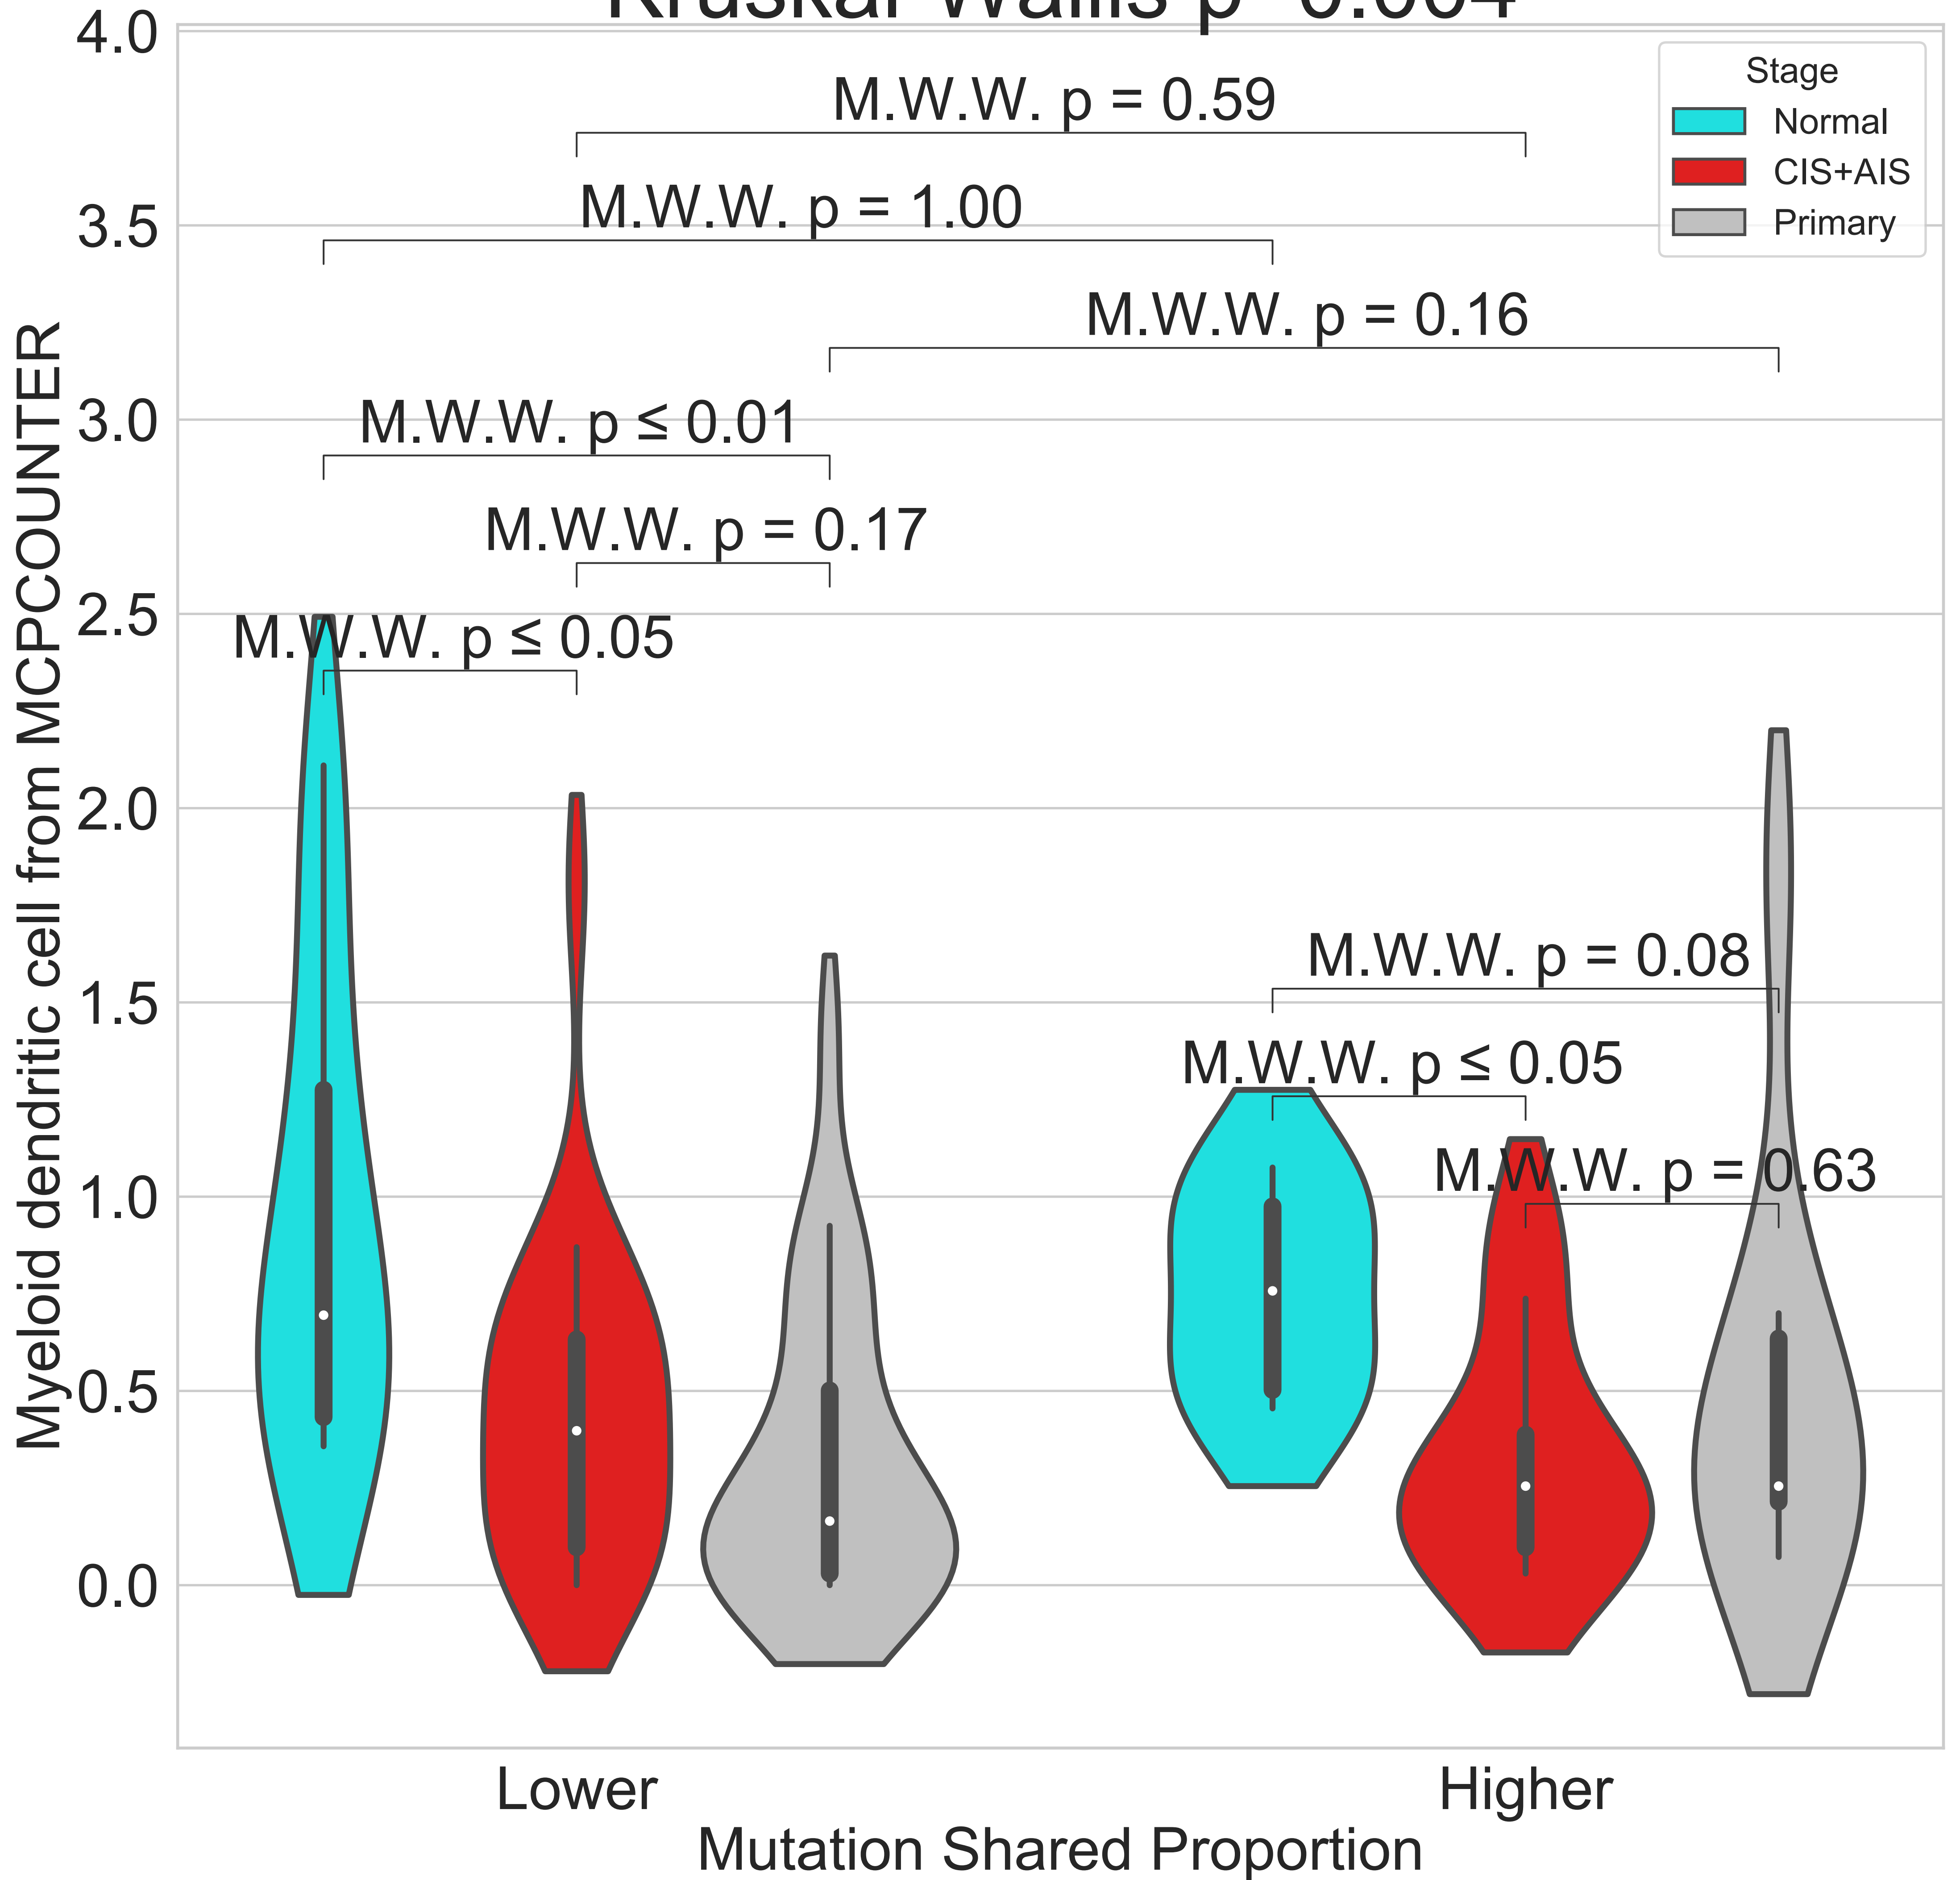 4.0
M.W.W. p = 0.59
Stage
Normal
CIS+AIS
Primary
M.W.W. p = 1.00
3.5
M.W.W. p = 0.16
M.W.W. p ≤ 0.01
3.0
M.W.W. p = 0.17
2.5
M.W.W. p ≤ 0.05
2.0
M.W.W. p = 0.08
1.5
M.W.W. p ≤ 0.05
M.W.W. p = 0.63
1.0
0.5
0.0
Myeloid dendritic cell from MCPCOUNTER
Lower
Higher
Mutation Shared Proportion